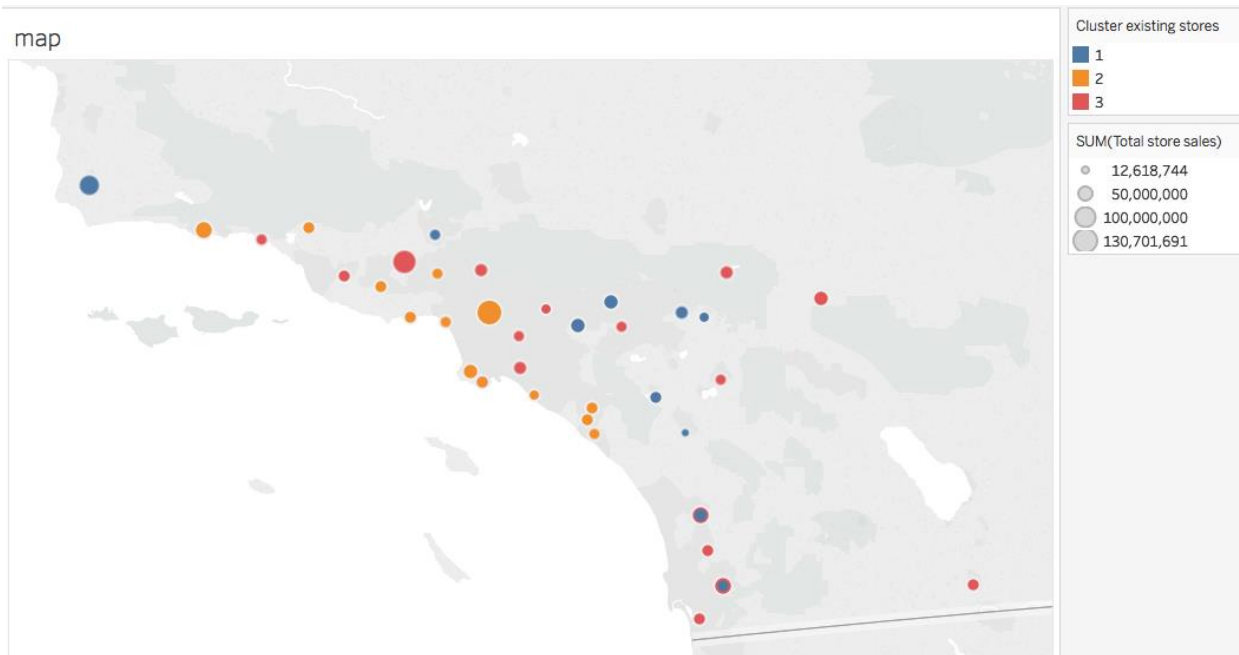 map
Cluster existing stores
1
2
3
SUM(Total store sales)
12,618,744
50,000,000
100,000,000
130,701,691